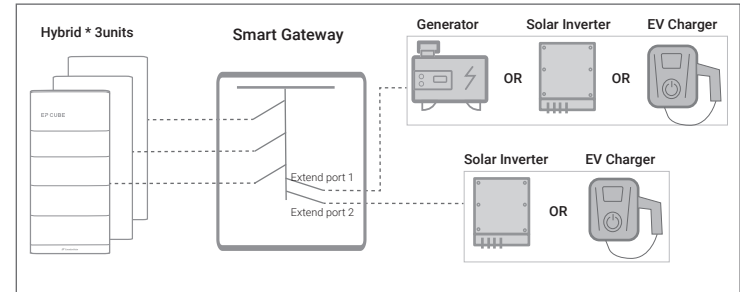 Hybrid * 3units
Smart Gateway
Generator
Solar Inverter
EV Charger
EP CUBE
OR
OR
Extend port 1
Extend port 2
Solar Inverter
EV Charger
OR